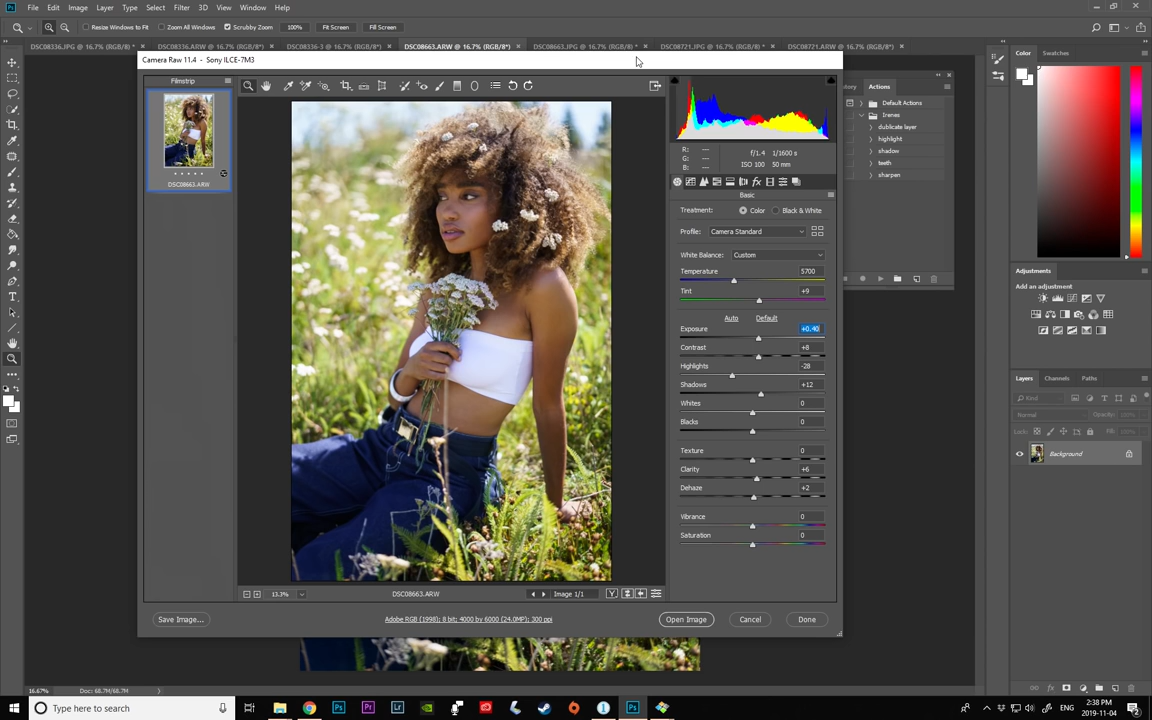 File Edit Image Layer Type Select Filter 3D View Window Help
Resize Windows to Fit Zoom All Windows Scrubby Zoom 100% Fit Screen Fill Screen
DSC08336.JPG @ 16.7% (RGB/8) DSC08336.ARW @ 16.7% (RGB/8*) DSC08336-3 @ 16.7% (RGB/8*) DSC08663.ARW @ 16.7% (RGB/8*) DSC08663.JPG @ 16.7% (RGB/8) * DSC08721.JPG @ 16.7% (RGB/8) * DSC08721.ARW @ 16.7% (RGB/8*)
Camera Raw 11.4 - Sony ILCE-7M3
Filmstrip
DSC08663.ARW
R: ---
G: ---
B: ---
f/1.4 1/1600 s
ISO 100 50 mm
Basic
Treatment: Color Black & White
Profile: Camera Standard
White Balance: Custom
Temperature 5700
Tint +9
Auto Default
Exposure +0.40
Contrast +8
Highlights -28
Shadows +12
Whites 0
Blacks 0
Texture 0
Clarity +6
Dehaze +2
Vibrance 0
Saturation 0
13.3% DSC08663.ARW Image 1/1
Save Image... Adobe RGB (1998); 8 bit; 4000 by 6000 (24.0MP); 300 ppi Open Image Cancel Done
story Actions
Default Actions
Irenes
dublicate layer
highlight
shadow
teeth
sharpen
Color Swatches
Adjustments
Add an adjustment
Layers Channels Paths
Kind
Normal Opacity: 100%
Lock: Fill: 100%
Background
16.67% Doc: 68.7M/68.7M
Type here to search
ENG 2:38 PM
2019-11-04